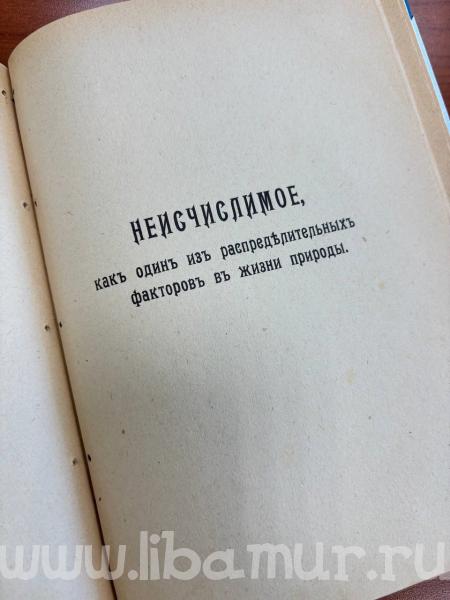 НЕИСЧИСЛИМОЕ,
какъ одинъ изъ распредѣлительныхъ
факторовъ въ жизни природы.
www.libamur.ru